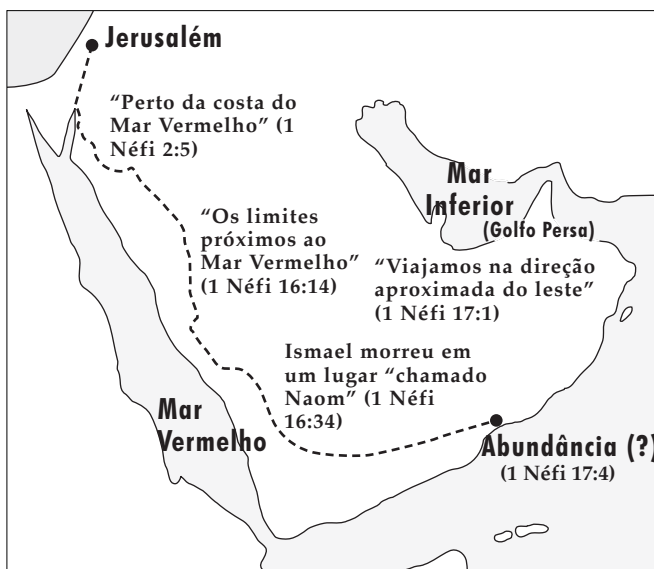 Jerusalém
“Perto da costa do
Mar Vermelho” (1
Néfi 2:5)
Mar
Inferior
(Golfo Persa)
“Os limites
próximos ao
Mar Vermelho”
(1 Néfi 16:14)
“Viajamos na direção
aproximada do leste”
(1 Néfi 17:1)
Ismael morreu em
um lugar “chamado
Naom” (1 Néfi
16:34)
Mar
Vermelho
Abundância (?)
(1 Néfi 17:4)